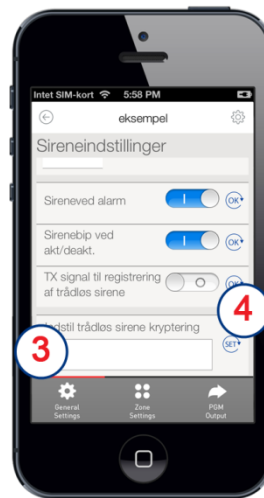 Intet SIM-kort 5:58 PM
eksempel
Sireneindstillinger
Sireneved alarm
OK
Sirenebip ved
akt/deakt.
OK
TX signal til registrering
af trådløs sirene
OK
4
Indstil trådløs sirene kryptering
SET
3
General
Settings
Zone
Settings
PGM
Output